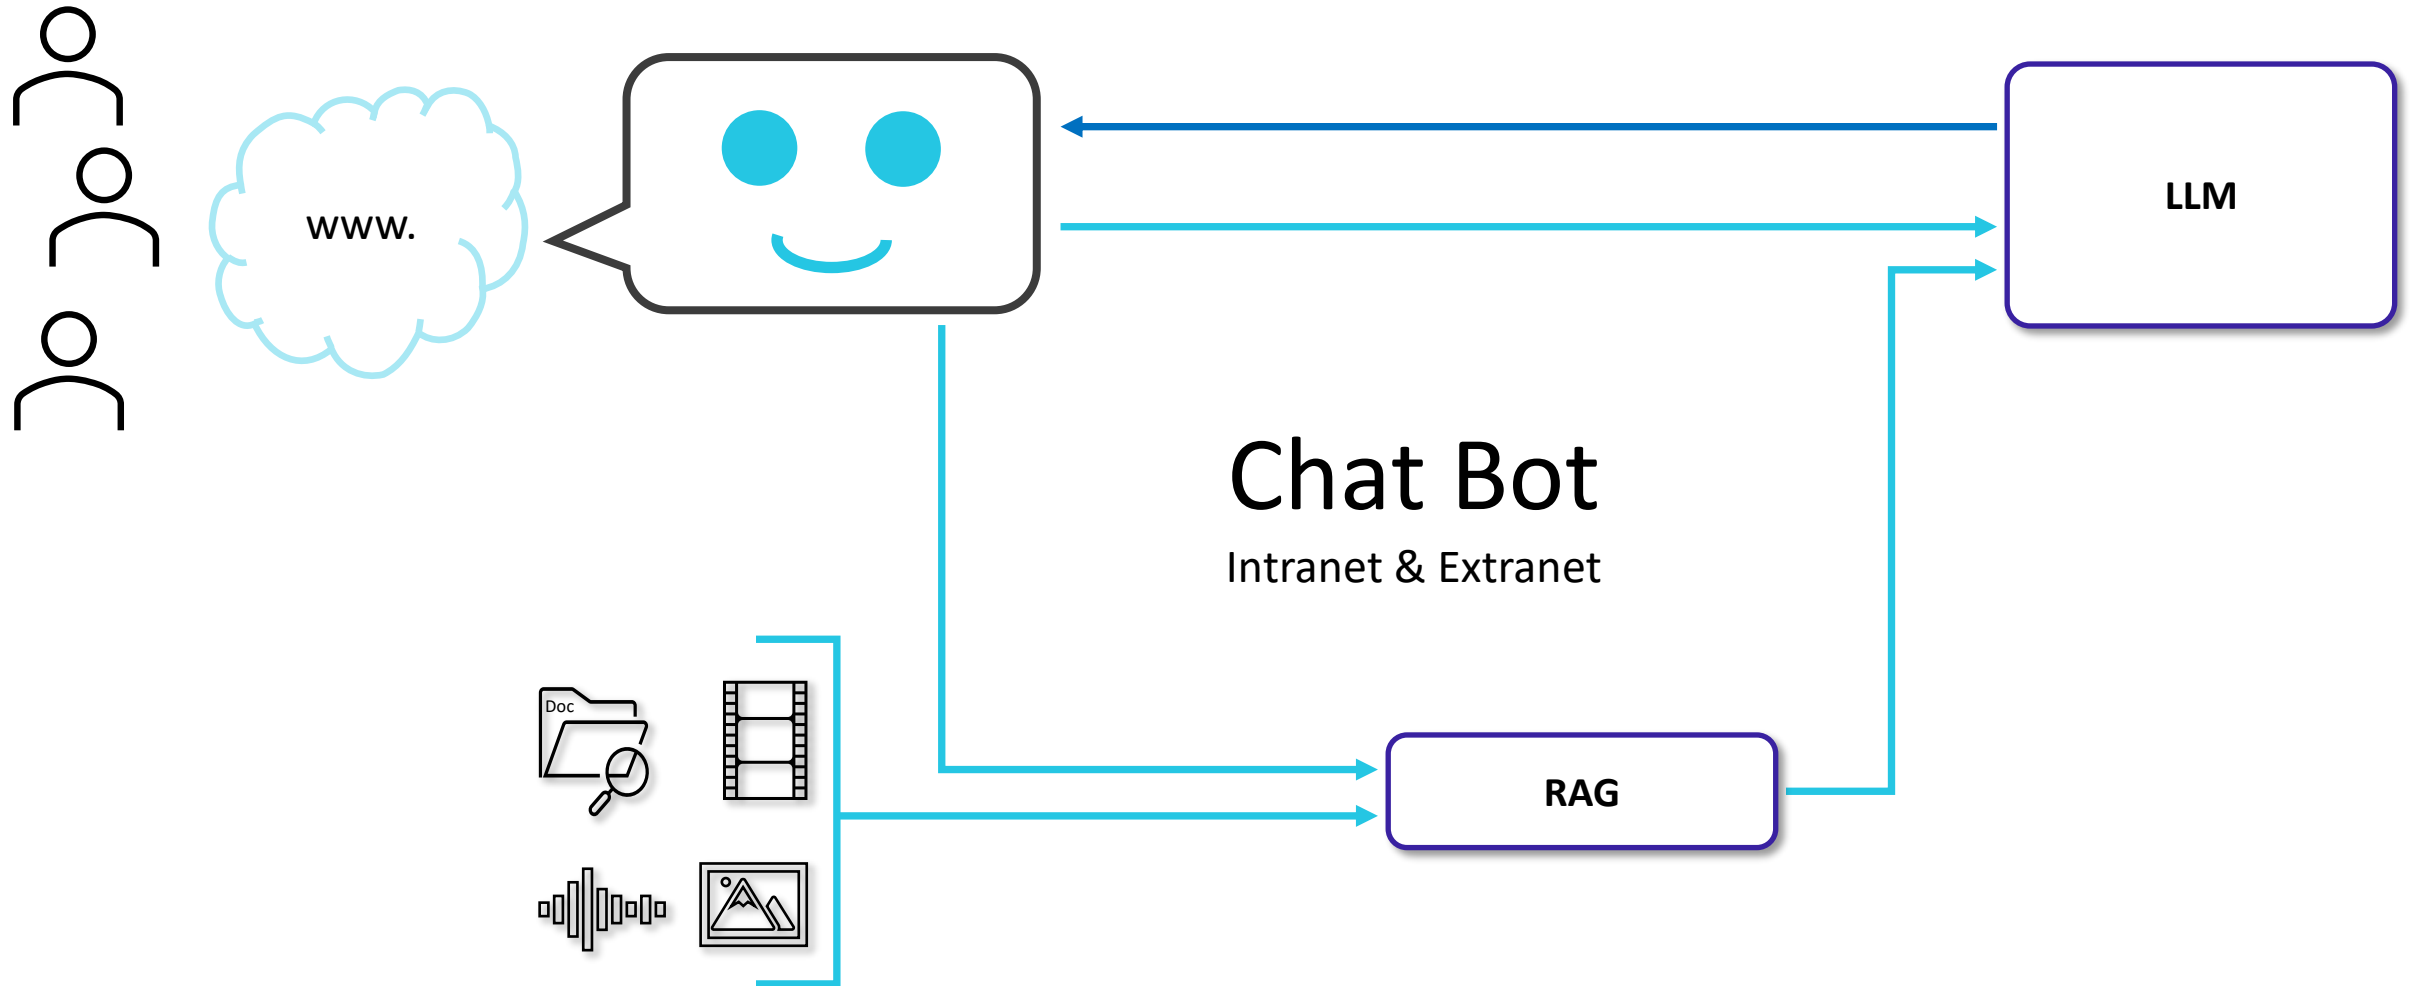 www.
LLM
Chat Bot
Intranet & Extranet
Doc
RAG